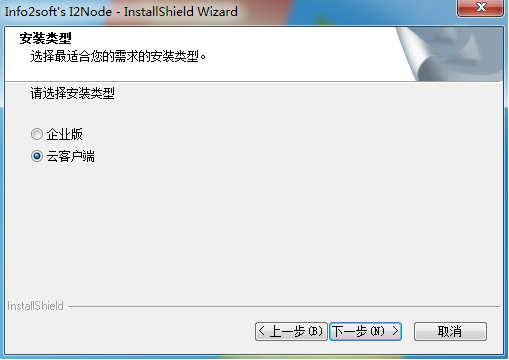 Info2soft's I2Node - InstallShield Wizard
安装类型
选择最适合您的需求的安装类型。
请选择安装类型
企业版
云客户端
InstallShield
< 上一步(B)
下一步(N) >
取消